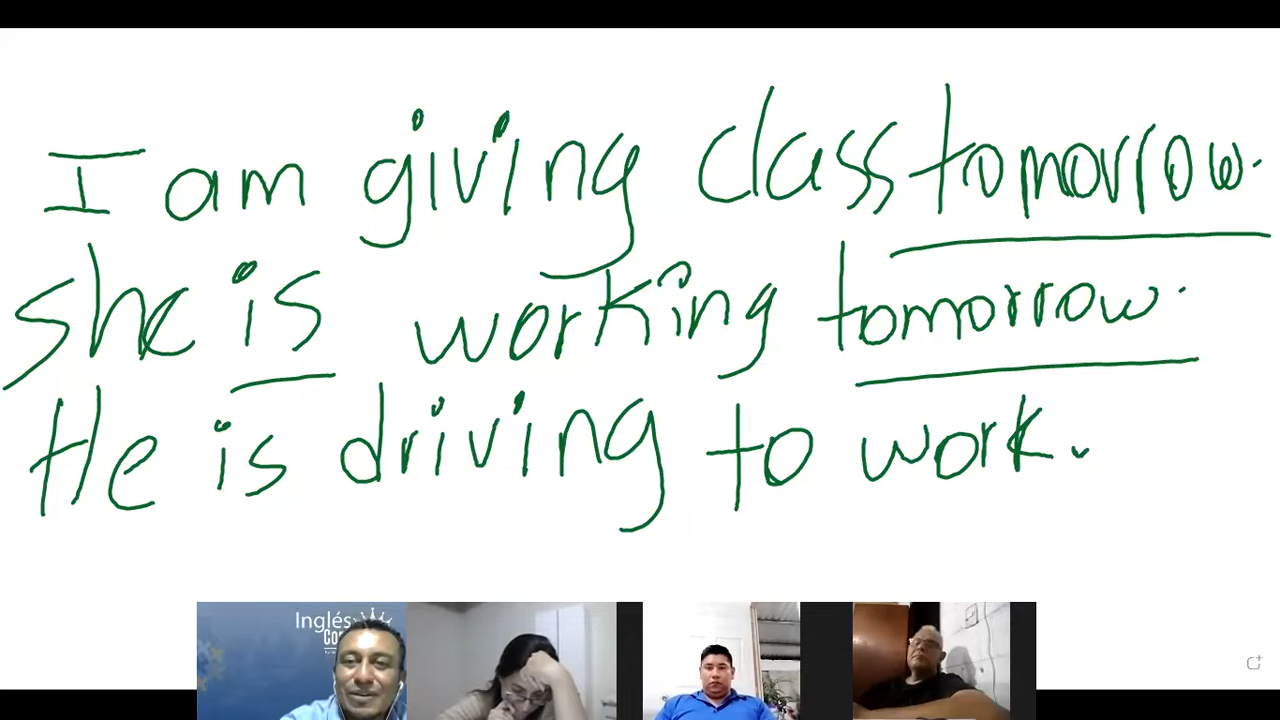 I am giving class tomorrow.
she is working tomorrow.
He is driving to work.
Inglés